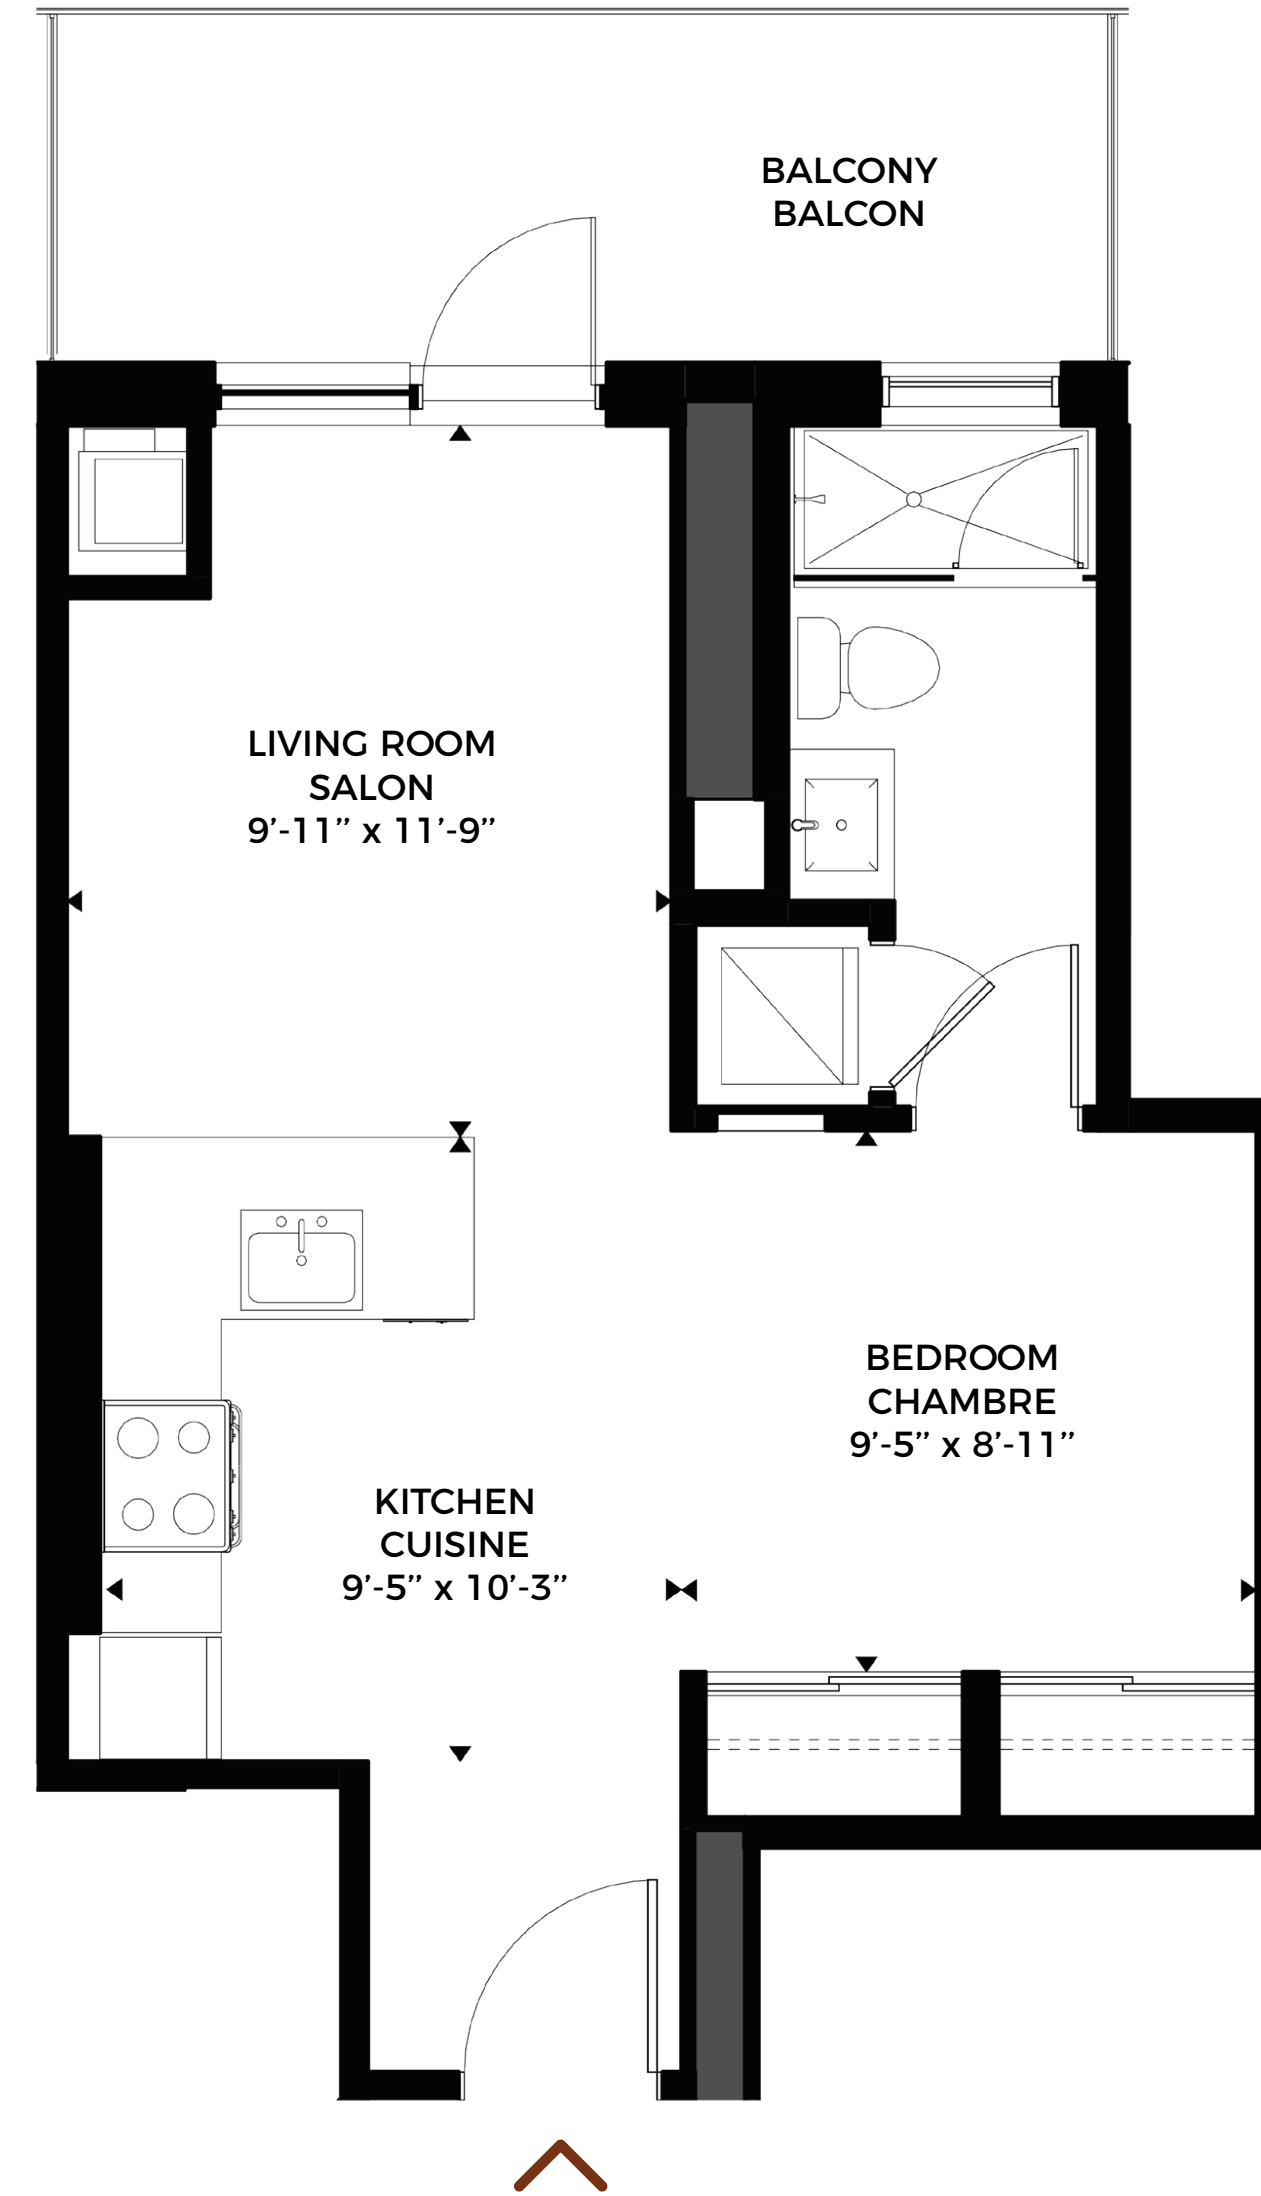 BALCONY
BALCON
LIVING ROOM
SALON
9’-11” x 11’-9”
BEDROOM
CHAMBRE
9’-5” x 8’-11”
KITCHEN
CUISINE
9’-5” x 10’-3”